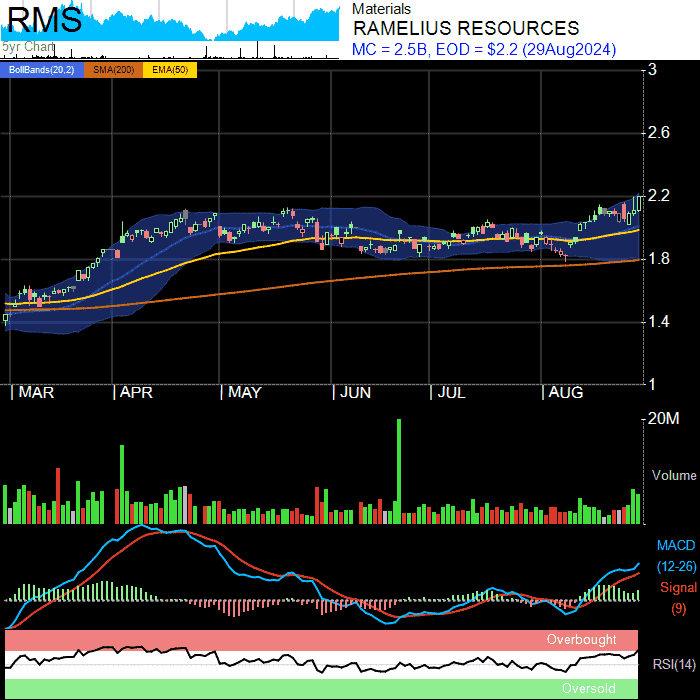 RMS
5yr Chart
Materials
RAMELIUS RESOURCES
MC = 2.5B, EOD = $2.2 (29Aug2024)
BollBands(20,2) SMA(200) EMA(50)
3
2.6
2.2
1.8
1.4
1
MAR APR MAY JUN JUL AUG
20M
Volume
MACD
(12-26)
Signal
(9)
Overbought
RSI(14)
Oversold